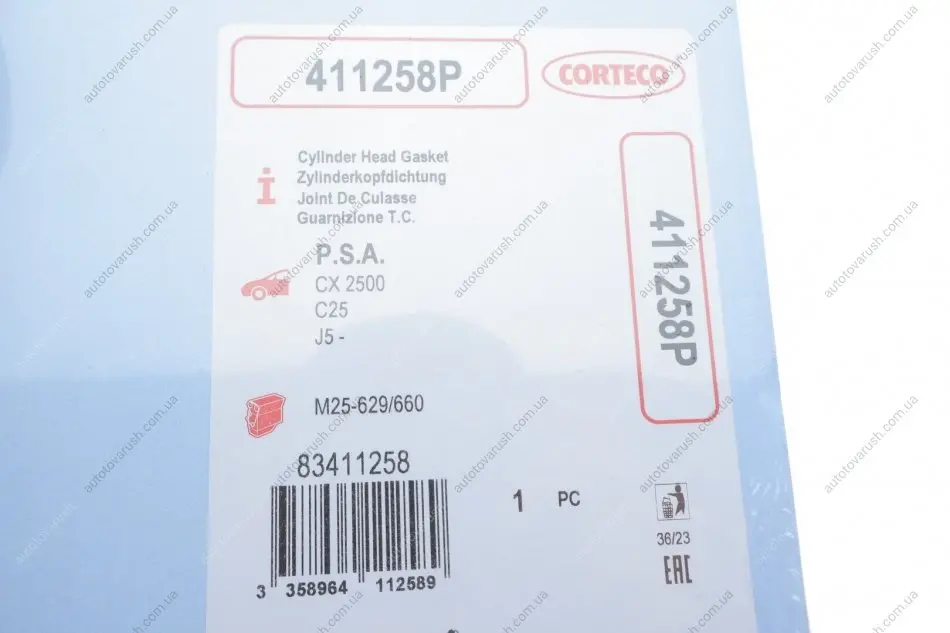 411258P
CORTECO
Cylinder Head Gasket
Zylinderkopfdichtung
Joint De Culasse
Guarnizione T.C.
P.S.A.
CX 2500
C25
J5 -
M25-629/660
83411258
3 358964 112589
1 PC
36/23
EAC
411258P
autotovarush.com.ua